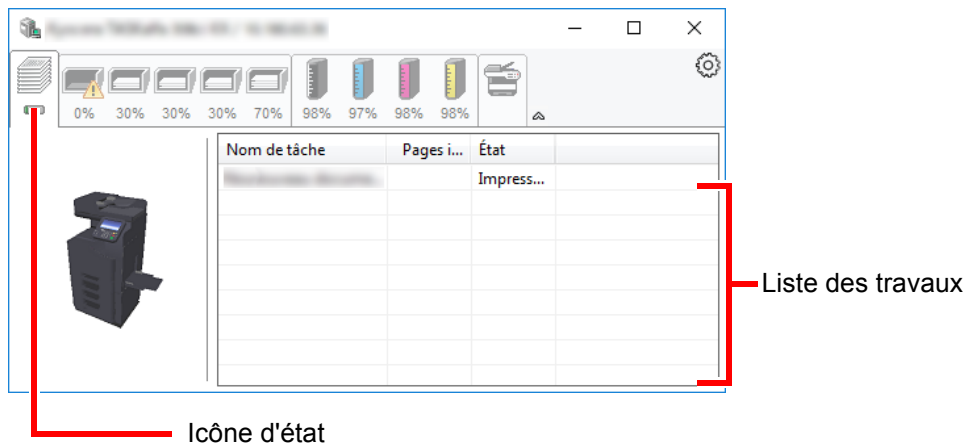 0% 30% 30% 30% 70% 98% 97% 98% 98%
Nom de tâche Pages i... État
Impress...
Liste des travaux
Icône d'état